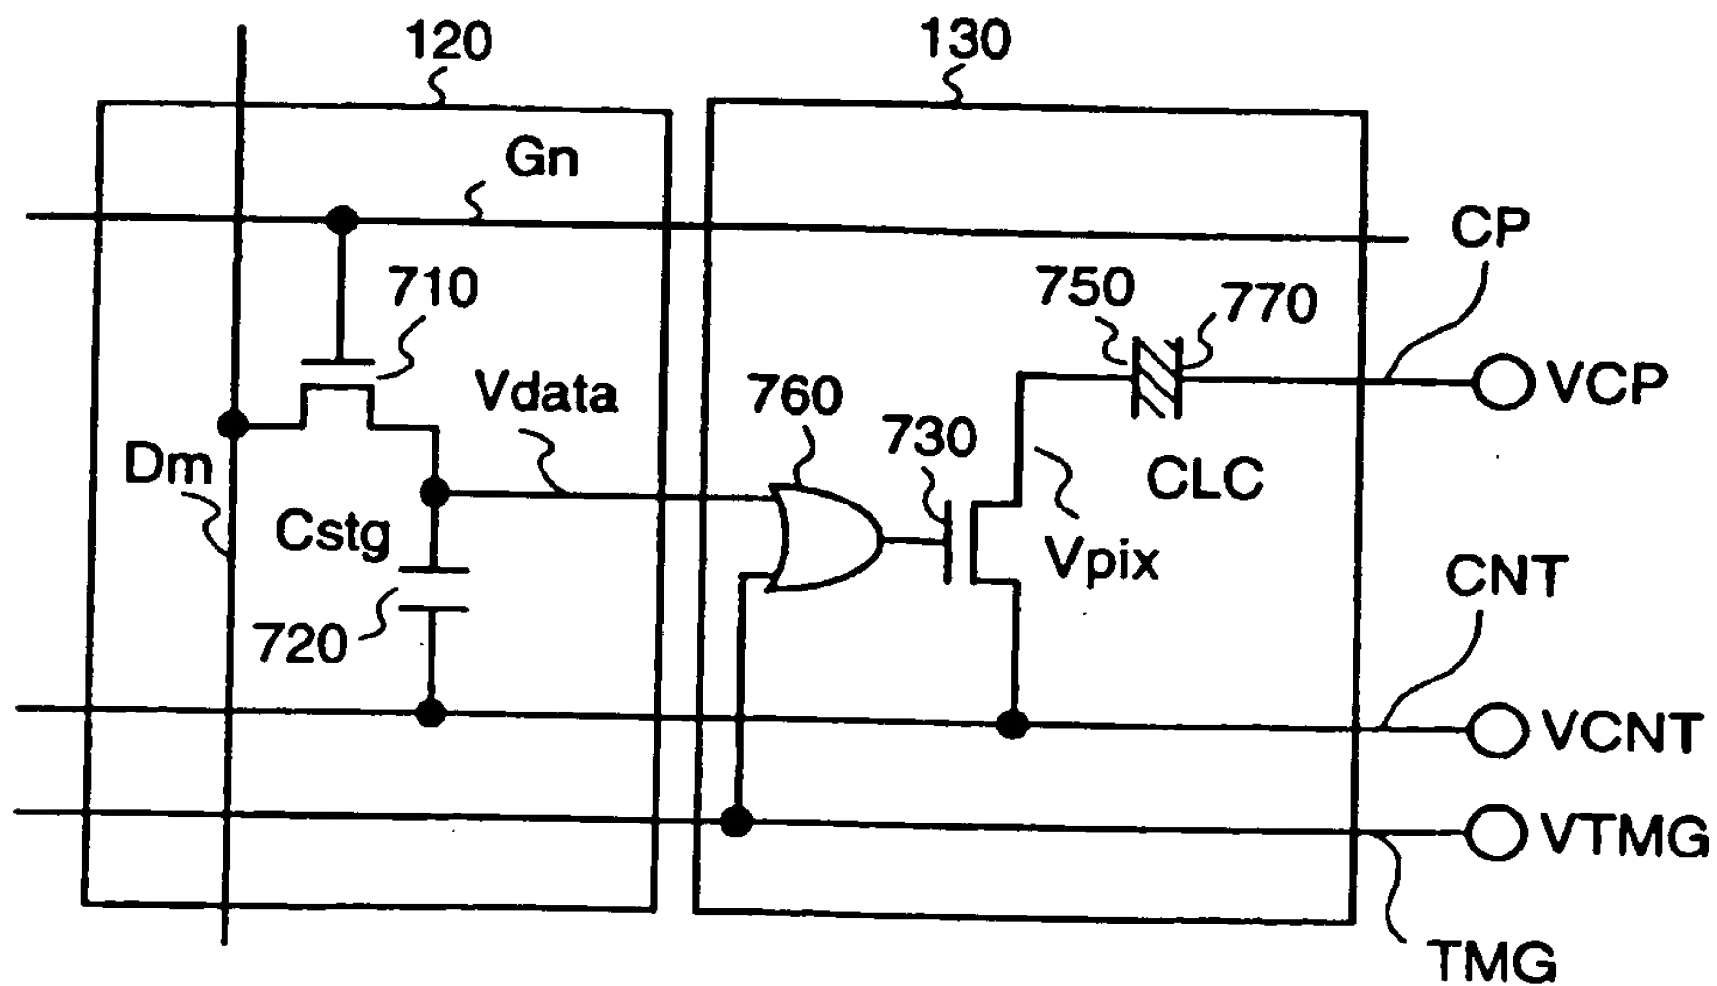 120
130
Gn
CP
710
750
770
Vdata
760
VCP
730
Dm
CLC
Cstg
Vpix
CNT
720
VCNT
VTMG
TMG